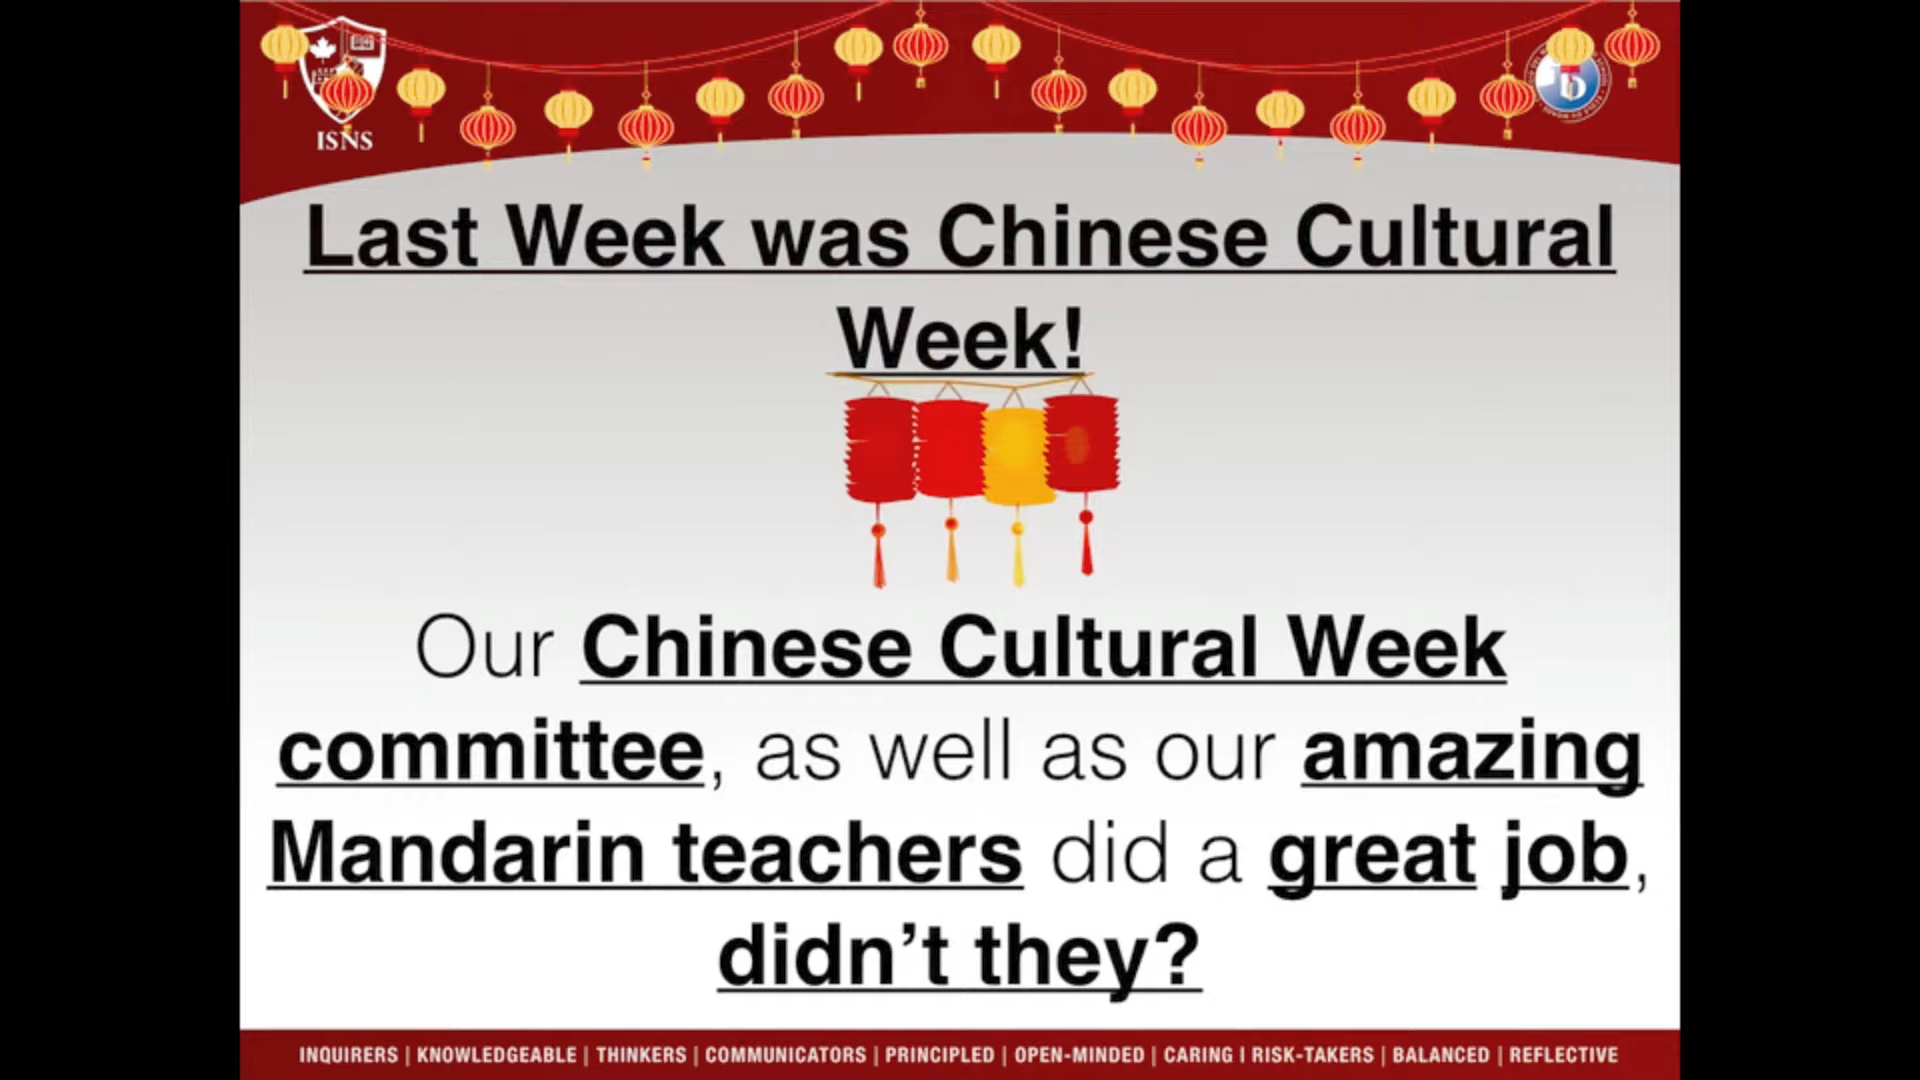 ISNS
Last Week was Chinese Cultural
Week!
Our Chinese Cultural Week
committee, as well as our amazing
Mandarin teachers did a great job,
didn’t they?
INQUIRERS | KNOWLEDGEABLE | THINKERS | COMMUNICATORS | PRINCIPLED | OPEN-MINDED | CARING I RISK-TAKERS | BALANCED | REFLECTIVE